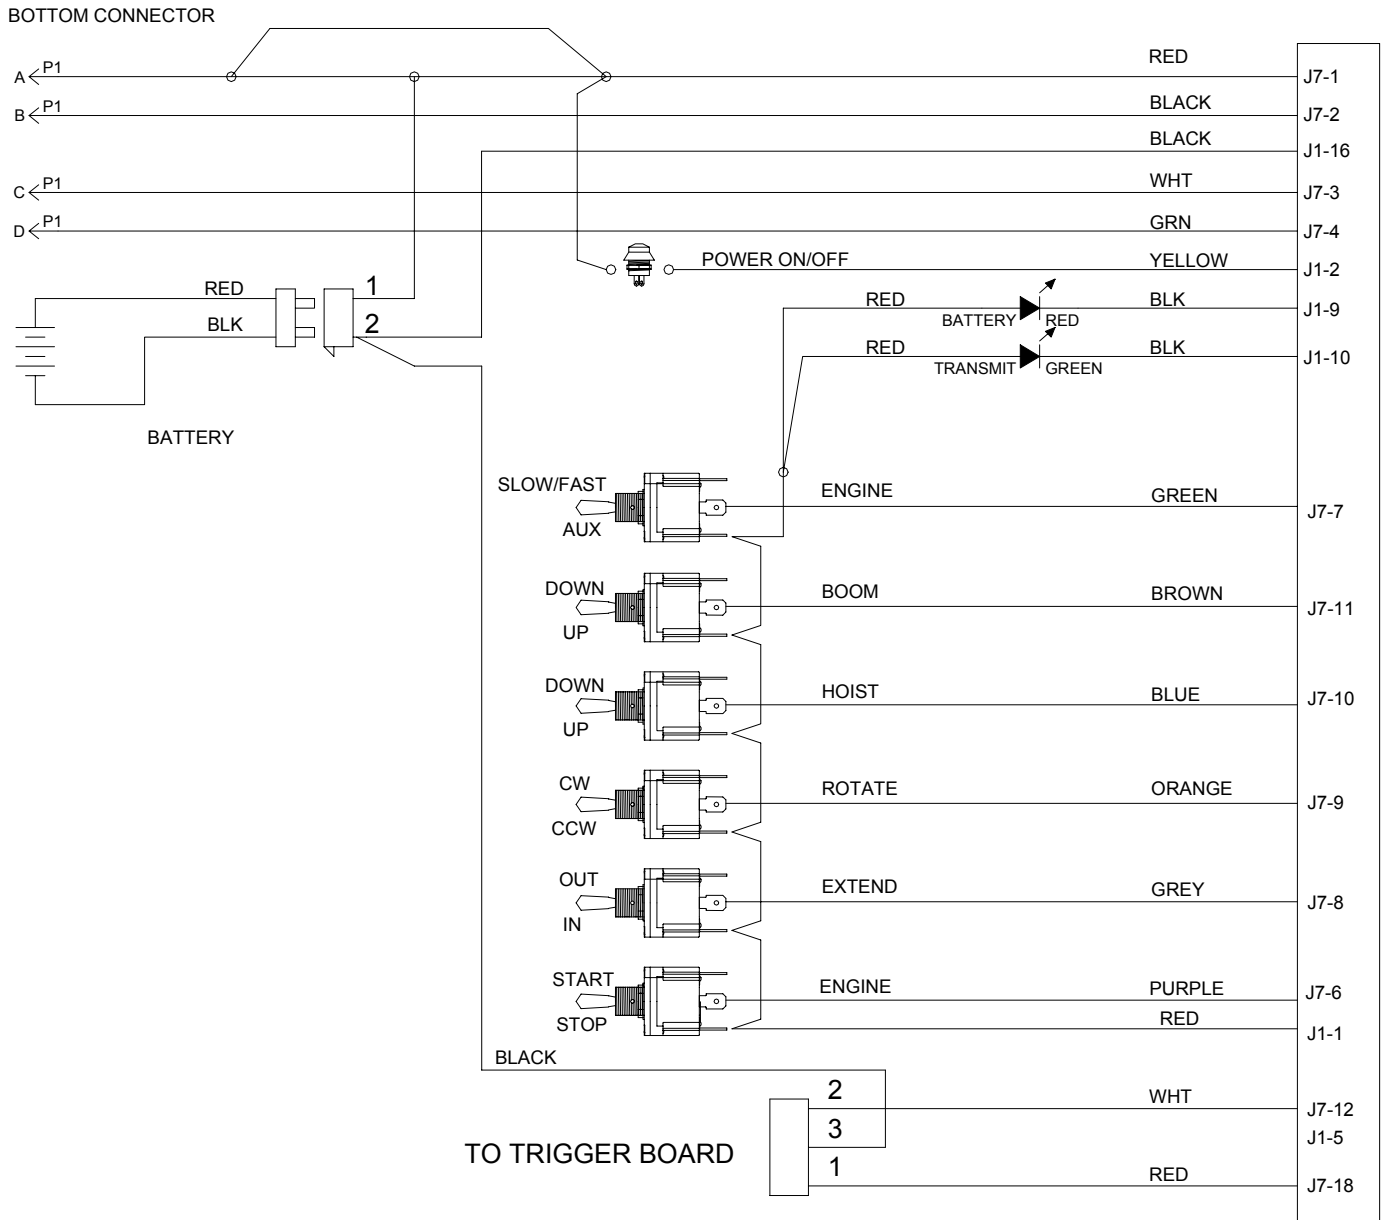 BOTTOM CONNECTOR
A P1 RED J7-1
B P1 BLACK J7-2
BLACK J1-16
C P1 WHT J7-3
D P1 GRN J7-4
POWER ON/OFF YELLOW J1-2
RED 1 RED BLK J1-9
BATTERY RED
BLK 2 RED BLK J1-10
TRANSMIT GREEN
BATTERY
SLOW/FAST ENGINE GREEN J7-7
AUX
DOWN BOOM BROWN J7-11
UP
DOWN HOIST BLUE J7-10
UP
CW ROTATE ORANGE J7-9
CCW
OUT EXTEND GREY J7-8
IN
START ENGINE PURPLE J7-6
STOP RED J1-1
BLACK
2 WHT J7-12
3 J1-5
TO TRIGGER BOARD
1 RED J7-18